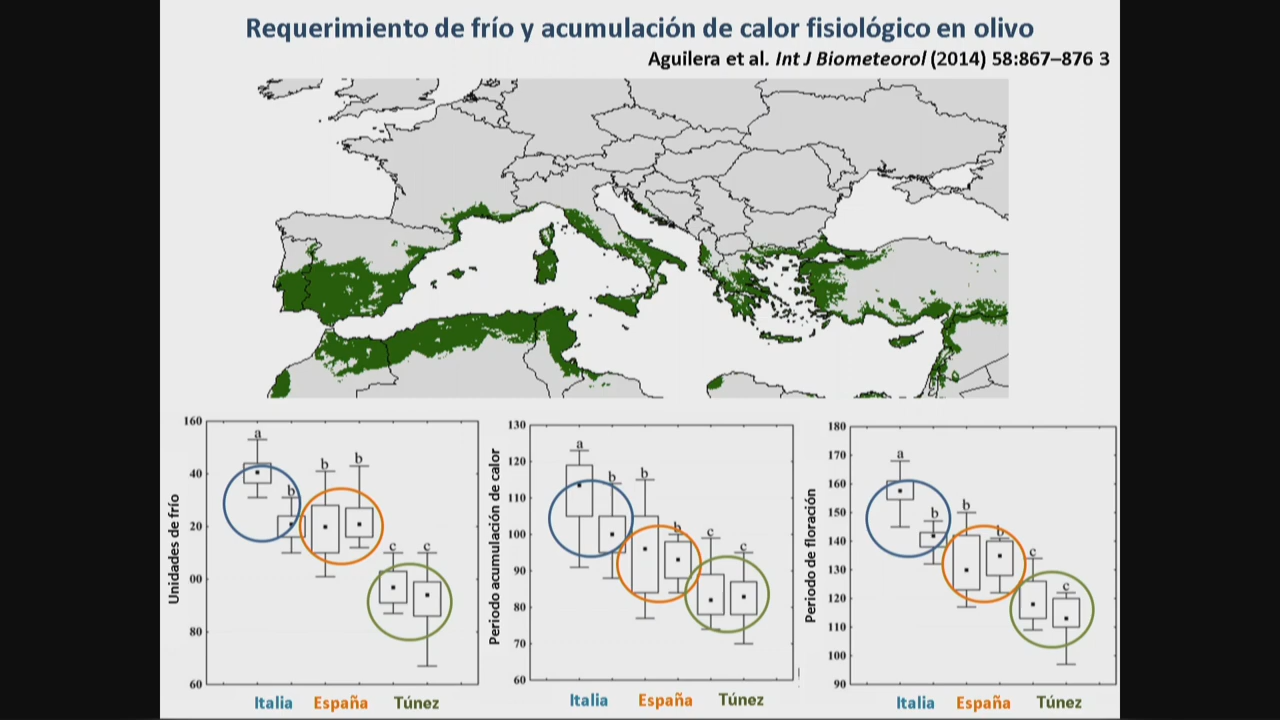 Requerimiento de frío y acumulación de calor fisiológico en olivo
Aguilera et al. Int J Biometeorol (2014) 58:867–876 3
Unidades de frío
160
40
20
00
80
60
a
b
b
b
c
c
Italia
España
Túnez
Periodo acumulación de calor
130
120
110
100
90
80
70
60
a
b
b
b
c
c
Italia
España
Túnez
Periodo de floración
180
170
160
150
140
130
120
110
100
90
a
b
b
b
c
c
Italia
España
Túnez